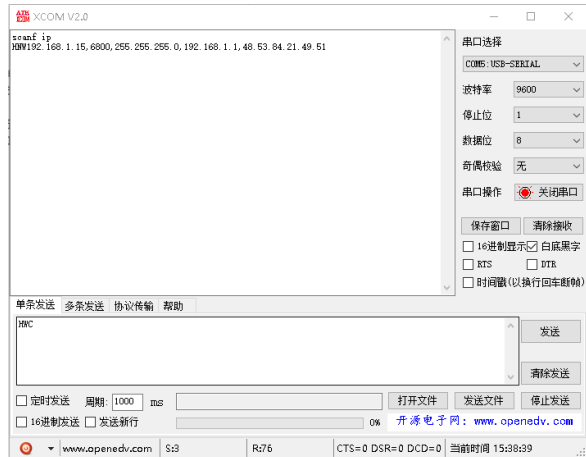 ATK XCOM V2.0
scanf ip
HNW192.168.1.15,6800,255.255.255.0,192.168.1.1,48.53.84.21.49.51
串口选择
COM5:USB-SERIAL
波特率 9600
停止位 1
数据位 8
奇偶校验 无
串口操作 关闭串口
保存窗口 清除接收
16进制显示 白底黑字
RTS DTR
时间戳(以换行回车断帧)
单条发送 多条发送 协议传输 帮助
HWC
发送
清除发送
定时发送 周期: 1000 ms 打开文件 发送文件 停止发送
16进制发送 发送新行 0% 开源电子网: www.openedv.com
www.openedv.com S:3 R:76 CTS=0 DSR=0 DCD=0 当前时间 15:38:39